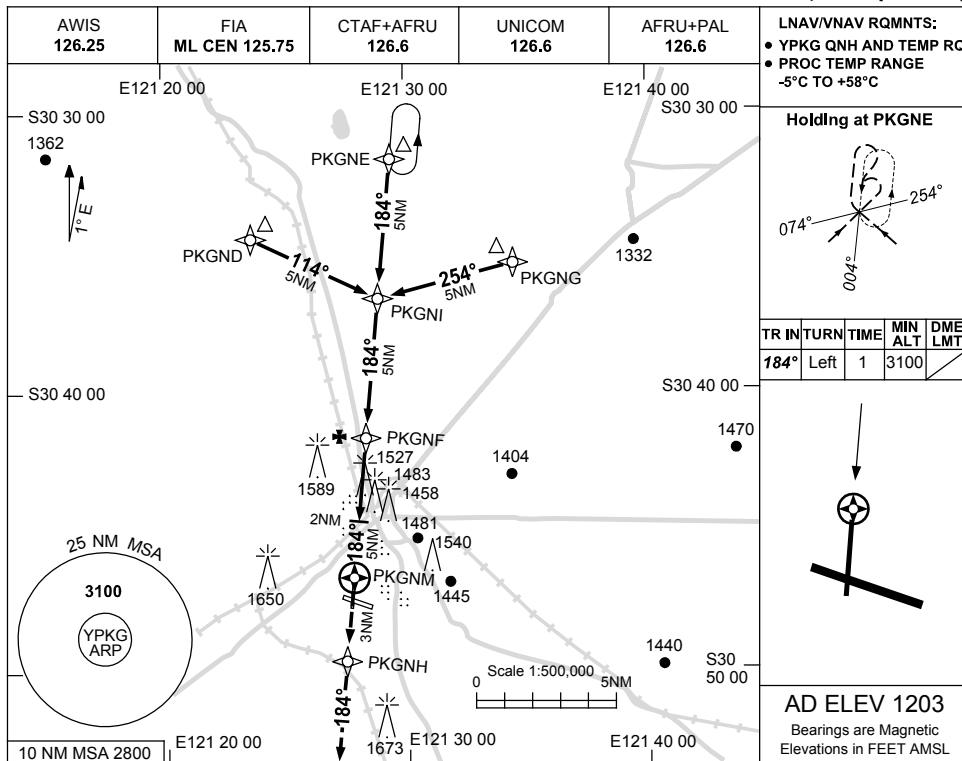 AWIS
126.25
FIA
ML CEN 125.75
CTAF+AFRU
126.6
UNICOM
126.6
AFRU+PAL
126.6
LNAV/VNAV RQMNTS:
• YPKG QNH AND TEMP RQ
• PROC TEMP RANGE
-5°C TO +58°C
E121 20 00
E121 30 00
E121 40 00
S30 30 00
S30 30 00
1362
PKGNE
1° E
184°
5NM
PKGND
114°
5NM
254°
5NM
PKGNG
1332
PKGNI
184°
5NM
S30 40 00
S30 40 00
PKGNF
1470
1527
1589
1483
1458
1404
2NM
184°
5NM
1481
1540
25 NM MSA
3100
YPKG
ARP
1650
PKGNM
1445
3NM
PKGNH
1440
S30
50 00
Scale 1:500,000
0
5NM
184°
1673
10 NM MSA 2800
E121 20 00
E121 30 00
E121 40 00
Holding at PKGNE
254°
074°
004°
TR IN TURN TIME MIN ALT DME LMT
184° Left 1 3100
AD ELEV 1203
Bearings are Magnetic
Elevations in FEET AMSL